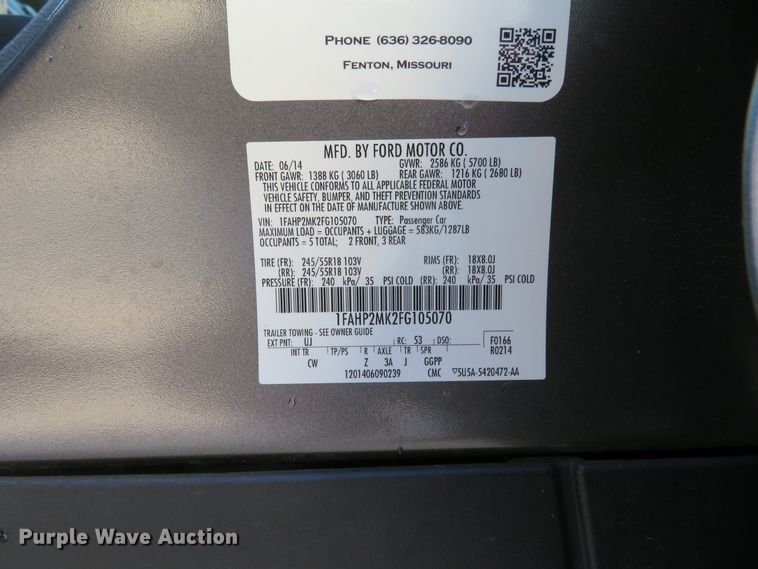 PHONE (636) 326-8090
FENTON, MISSOURI
MFD. BY FORD MOTOR CO.
DATE: 06/14 GVWR: 2586 KG ( 5700 LB)
FRONT GAWR: 1388 KG ( 3060 LB) REAR GAWR: 1216 KG ( 2680 LB)
THIS VEHICLE CONFORMS TO ALL APPLICABLE FEDERAL MOTOR
VEHICLE SAFETY, BUMPER, AND THEFT PREVENTION STANDARDS
IN EFFECT ON THE DATE OF MANUFACTURE SHOWN ABOVE.
VIN: 1FAHP2MK2FG105070 TYPE: Passenger Car
MAXIMUM LOAD = OCCUPANTS + LUGGAGE = 583KG/1287LB
OCCUPANTS = 5 TOTAL; 2 FRONT, 3 REAR
TIRE (FR): 245/55R18 103V RIMS (FR): 18X8.0J
(RR): 245/55R18 103V (RR): 18X8.0J
PRESSURE (FR): 240 kPa/ 35 PSI COLD (RR): 240 kPa/ 35 PSI COLD
1FAHP2MK2FG105070
TRAILER TOWING - SEE OWNER GUIDE
EXT PNT: UJ RC: 53 DSO: F0166
INT TR TP/PS R AXLE TR SPR R0214
CW Z 3A J GGPP
1201406090239 CMC ▽5U5A-5420472-AA
Purple Wave Auction